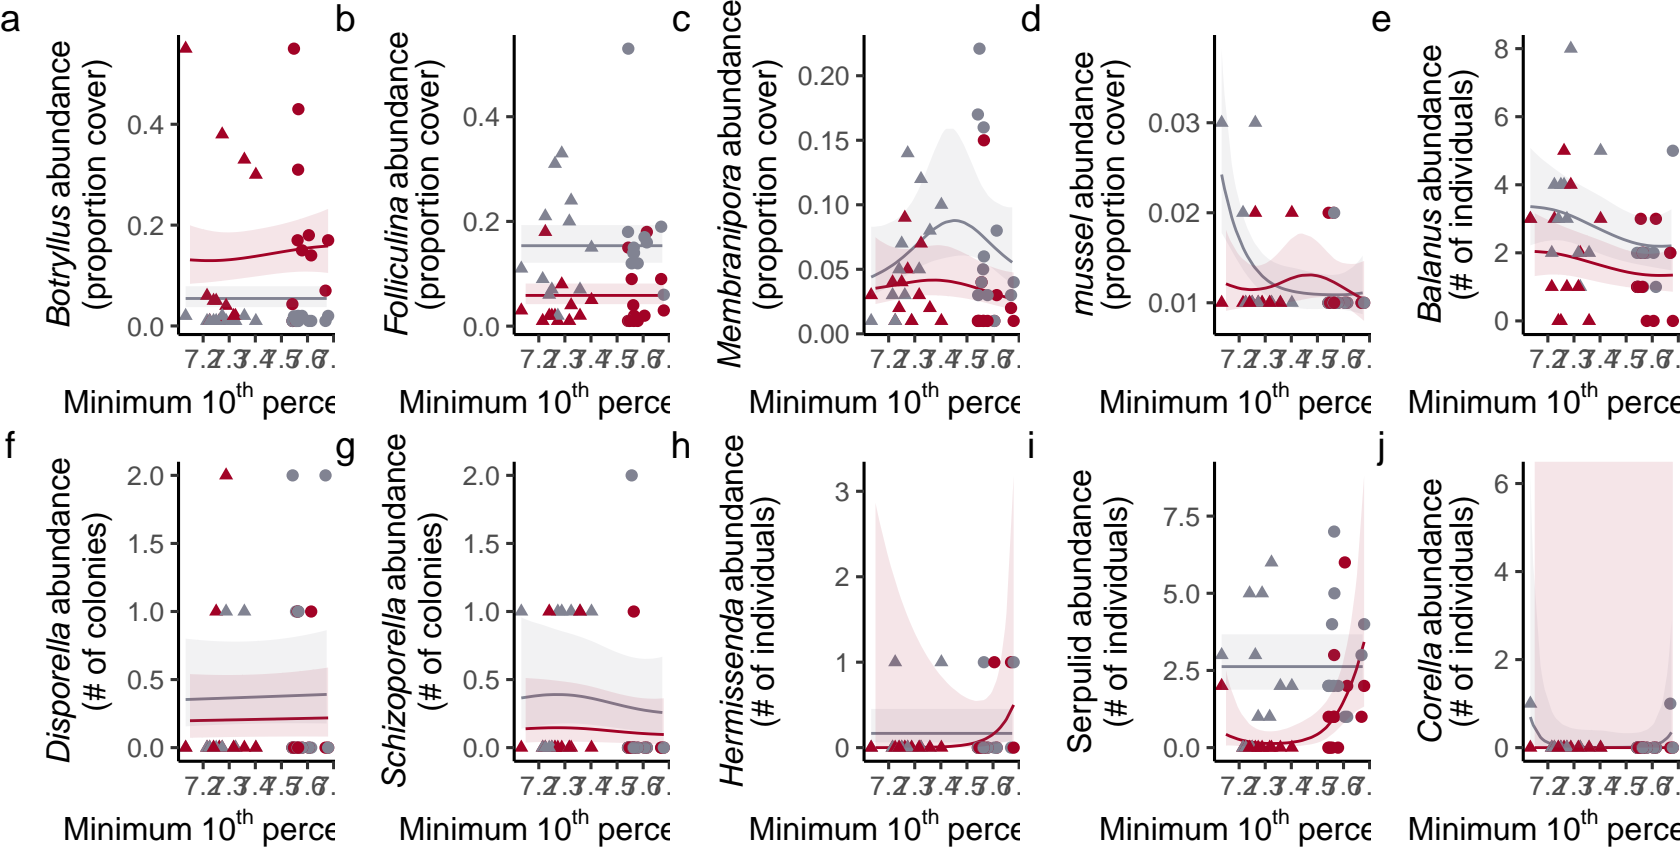 a
b
c
d
e
Botryllus abundance
(proportion cover)
0.4
0.2
0.0
Minimum 10th perce
Folliculina abundance
(proportion cover)
0.4
0.2
0.0
Minimum 10th perce
Membranipora abundance
(proportion cover)
0.20
0.15
0.10
0.05
0.00
Minimum 10th perce
mussel abundance
(proportion cover)
0.03
0.02
0.01
Minimum 10th perce
Balanus abundance
(# of individuals)
8
6
4
2
0
Minimum 10th perce
f
g
h
i
j
Disporella abundance
(# of colonies)
2.0
1.5
1.0
0.5
0.0
Minimum 10th perce
Schizoporella abundance
(# of colonies)
2.0
1.5
1.0
0.5
0.0
Minimum 10th perce
Hermissenda abundance
(# of individuals)
3
2
1
0
Minimum 10th perce
Serpulid abundance
(# of individuals)
7.5
5.0
2.5
0.0
Minimum 10th perce
Corella abundance
(# of individuals)
6
4
2
0
Minimum 10th perce